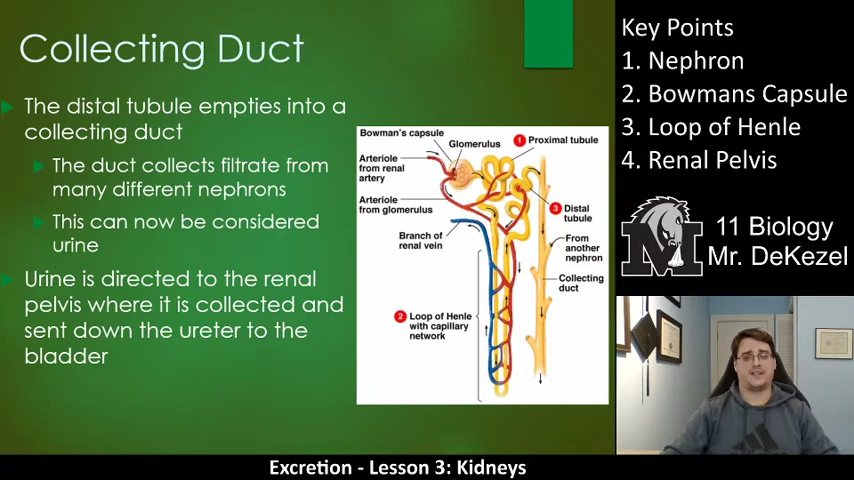 Collecting Duct
The distal tubule empties into a
collecting duct
The duct collects filtrate from
many different nephrons
This can now be considered
urine
Urine is directed to the renal
pelvis where it is collected and
sent down the ureter to the
bladder
Bowman's capsule
Glomerulus
1 Proximal tubule
Arteriole
from renal
artery
Arteriole
from glomerulus
3 Distal
tubule
Branch of
renal vein
From
another
nephron
Collecting
duct
2 Loop of Henle
with capillary
network
Key Points
1. Nephron
2. Bowmans Capsule
3. Loop of Henle
4. Renal Pelvis
M
11 Biology
Mr. DeKezel
Excretion - Lesson 3: Kidneys